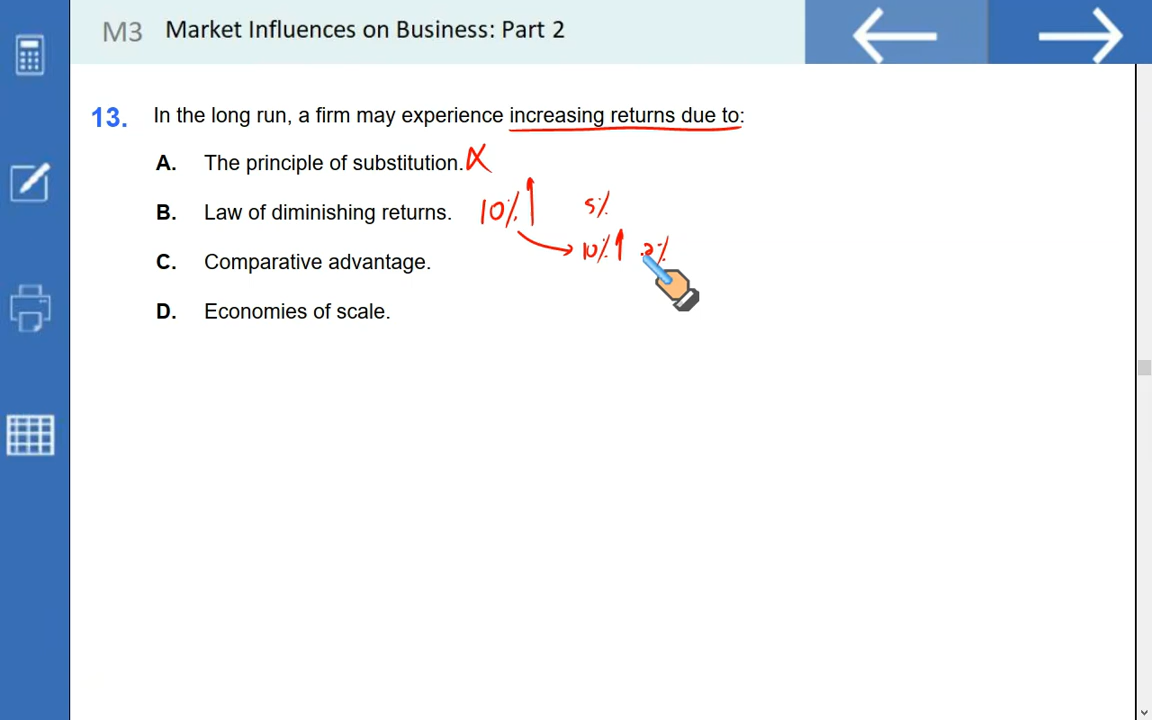 M3 Market Influences on Business: Part 2
13. In the long run, a firm may experience increasing returns due to:
A. The principle of substitution.
B. Law of diminishing returns. 10% 5%
10%
C. Comparative advantage.
D. Economies of scale.